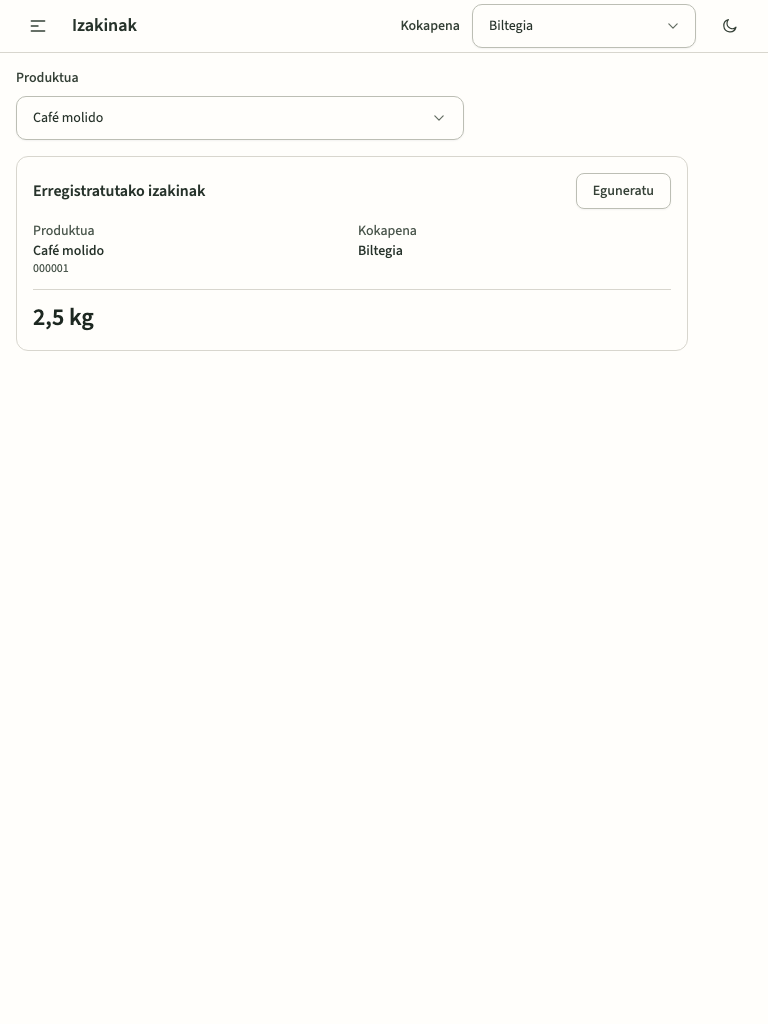 Izakinak
Kokapena
Biltegia
Produktua
Café molido
Erregistratutako izakinak
Eguneratu
Produktua
Café molido
000001
Kokapena
Biltegia
2,5 kg